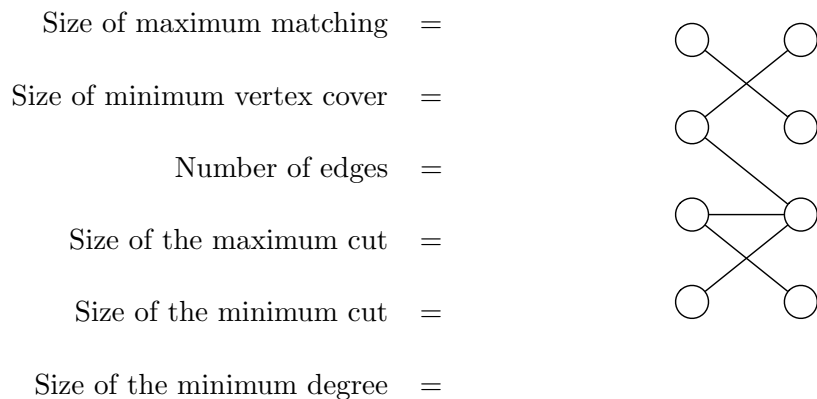 Size of maximum matching =
Size of minimum vertex cover =
Number of edges =
Size of the maximum cut =
Size of the minimum cut =
Size of the minimum degree =